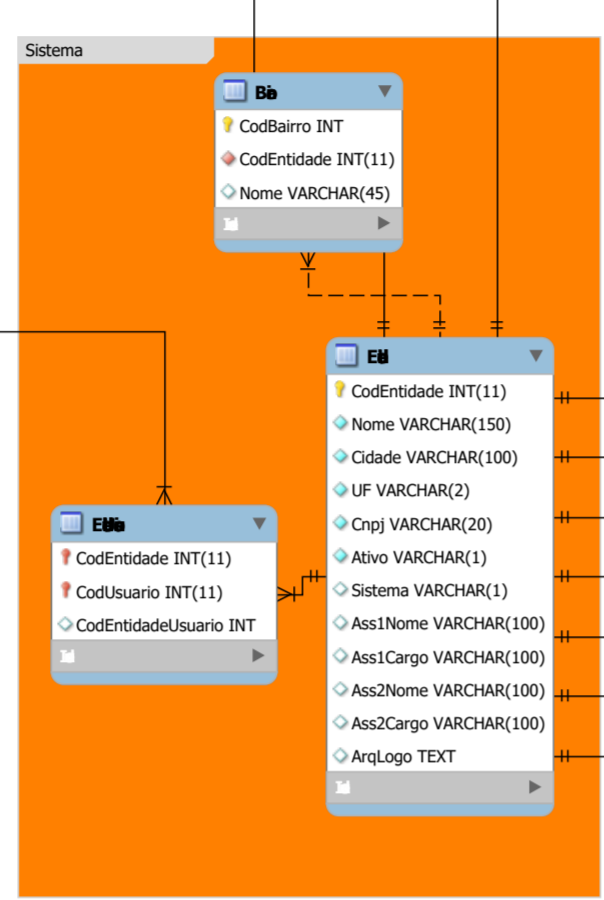 Sistema
CodBairro INT
CodEntidade INT(11)
Nome VARCHAR(45)
CodEntidade INT(11)
Nome VARCHAR(150)
Cidade VARCHAR(100)
UF VARCHAR(2)
Cnpj VARCHAR(20)
Ativo VARCHAR(1)
Sistema VARCHAR(1)
Ass1Nome VARCHAR(100)
Ass1Cargo VARCHAR(100)
Ass2Nome VARCHAR(100)
Ass2Cargo VARCHAR(100)
ArqLogo TEXT
CodEntidade INT(11)
CodUsuario INT(11)
CodEntidadeUsuario INT